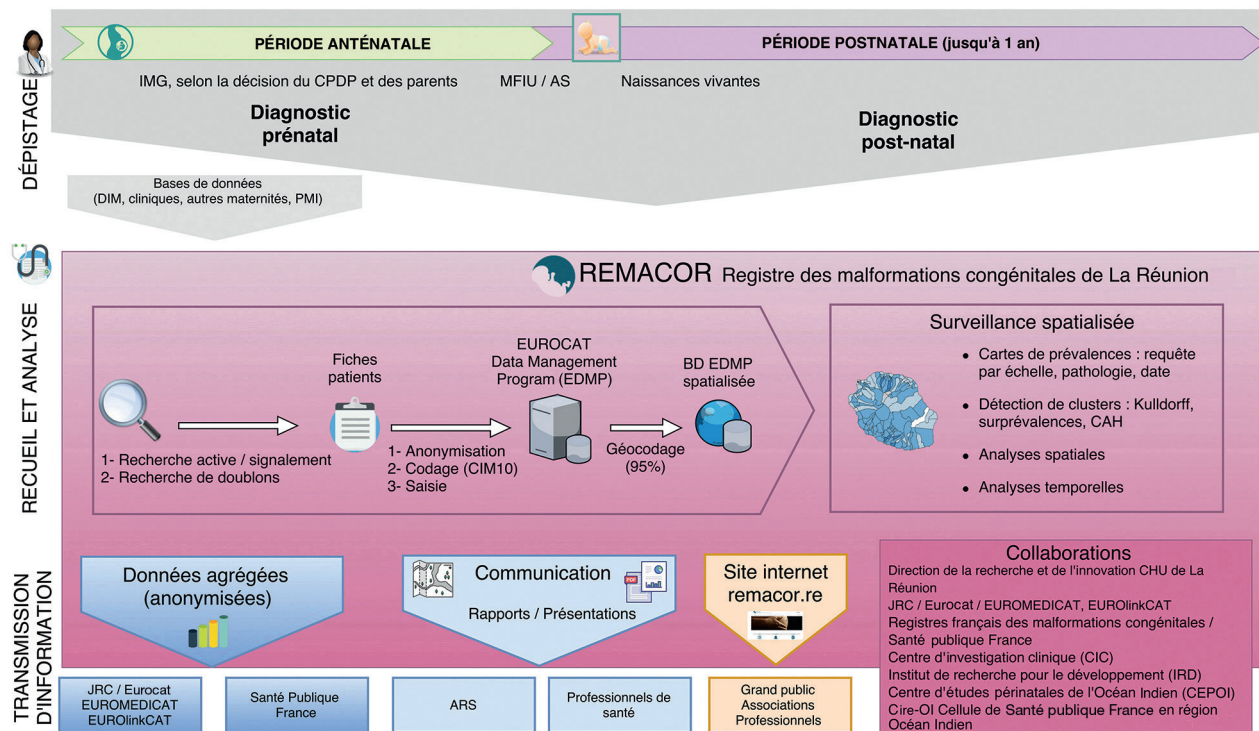 DÉPISTAGE
PÉRIODE ANTÉNATALE
PÉRIODE POSTNATALE (jusqu'à 1 an)
IMG, selon la décision du CPDP et des parents
MFIU / AS
Naissances vivantes
Diagnostic
prénatal
Diagnostic
post-natal
Bases de données
(DIM, cliniques, autres maternités, PMI)
RECUEIL ET ANALYSE
REMACOR Registre des malformations congénitales de La Réunion
1- Recherche active / signalement
2- Recherche de doublons
Fiches
patients
1- Anonymisation
2- Codage (CIM10)
3- Saisie
EUROCAT
Data Management
Program (EDMP)
Géocodage
(95%)
BD EDMP
spatialisée
Surveillance spatialisée
• Cartes de prévalences : requête
par échelle, pathologie, date
• Détection de clusters : Kulldorff,
surprévalences, CAH
• Analyses spatiales
• Analyses temporelles
TRANSMISSION
D'INFORMATION
Données agrégées
(anonymisées)
Communication
Rapports / Présentations
PDF
Site internet
remacor.re
Collaborations
Direction de la recherche et de l'innovation CHU de La
Réunion
JRC / Eurocat / EUROMEDICAT, EUROlinkCAT
Registres français des malformations congénitales /
Santé publique France
Centre d'investigation clinique (CIC)
Institut de recherche pour le développement (IRD)
Centre d'études périnatales de l'Océan Indien (CEPOI)
Cire-OI Cellule de Santé publique France en région
Océan Indien
JRC / Eurocat
EUROMEDICAT
EUROlinkCAT
Santé Publique
France
ARS
Professionnels de
santé
Grand public
Associations
Professionnels